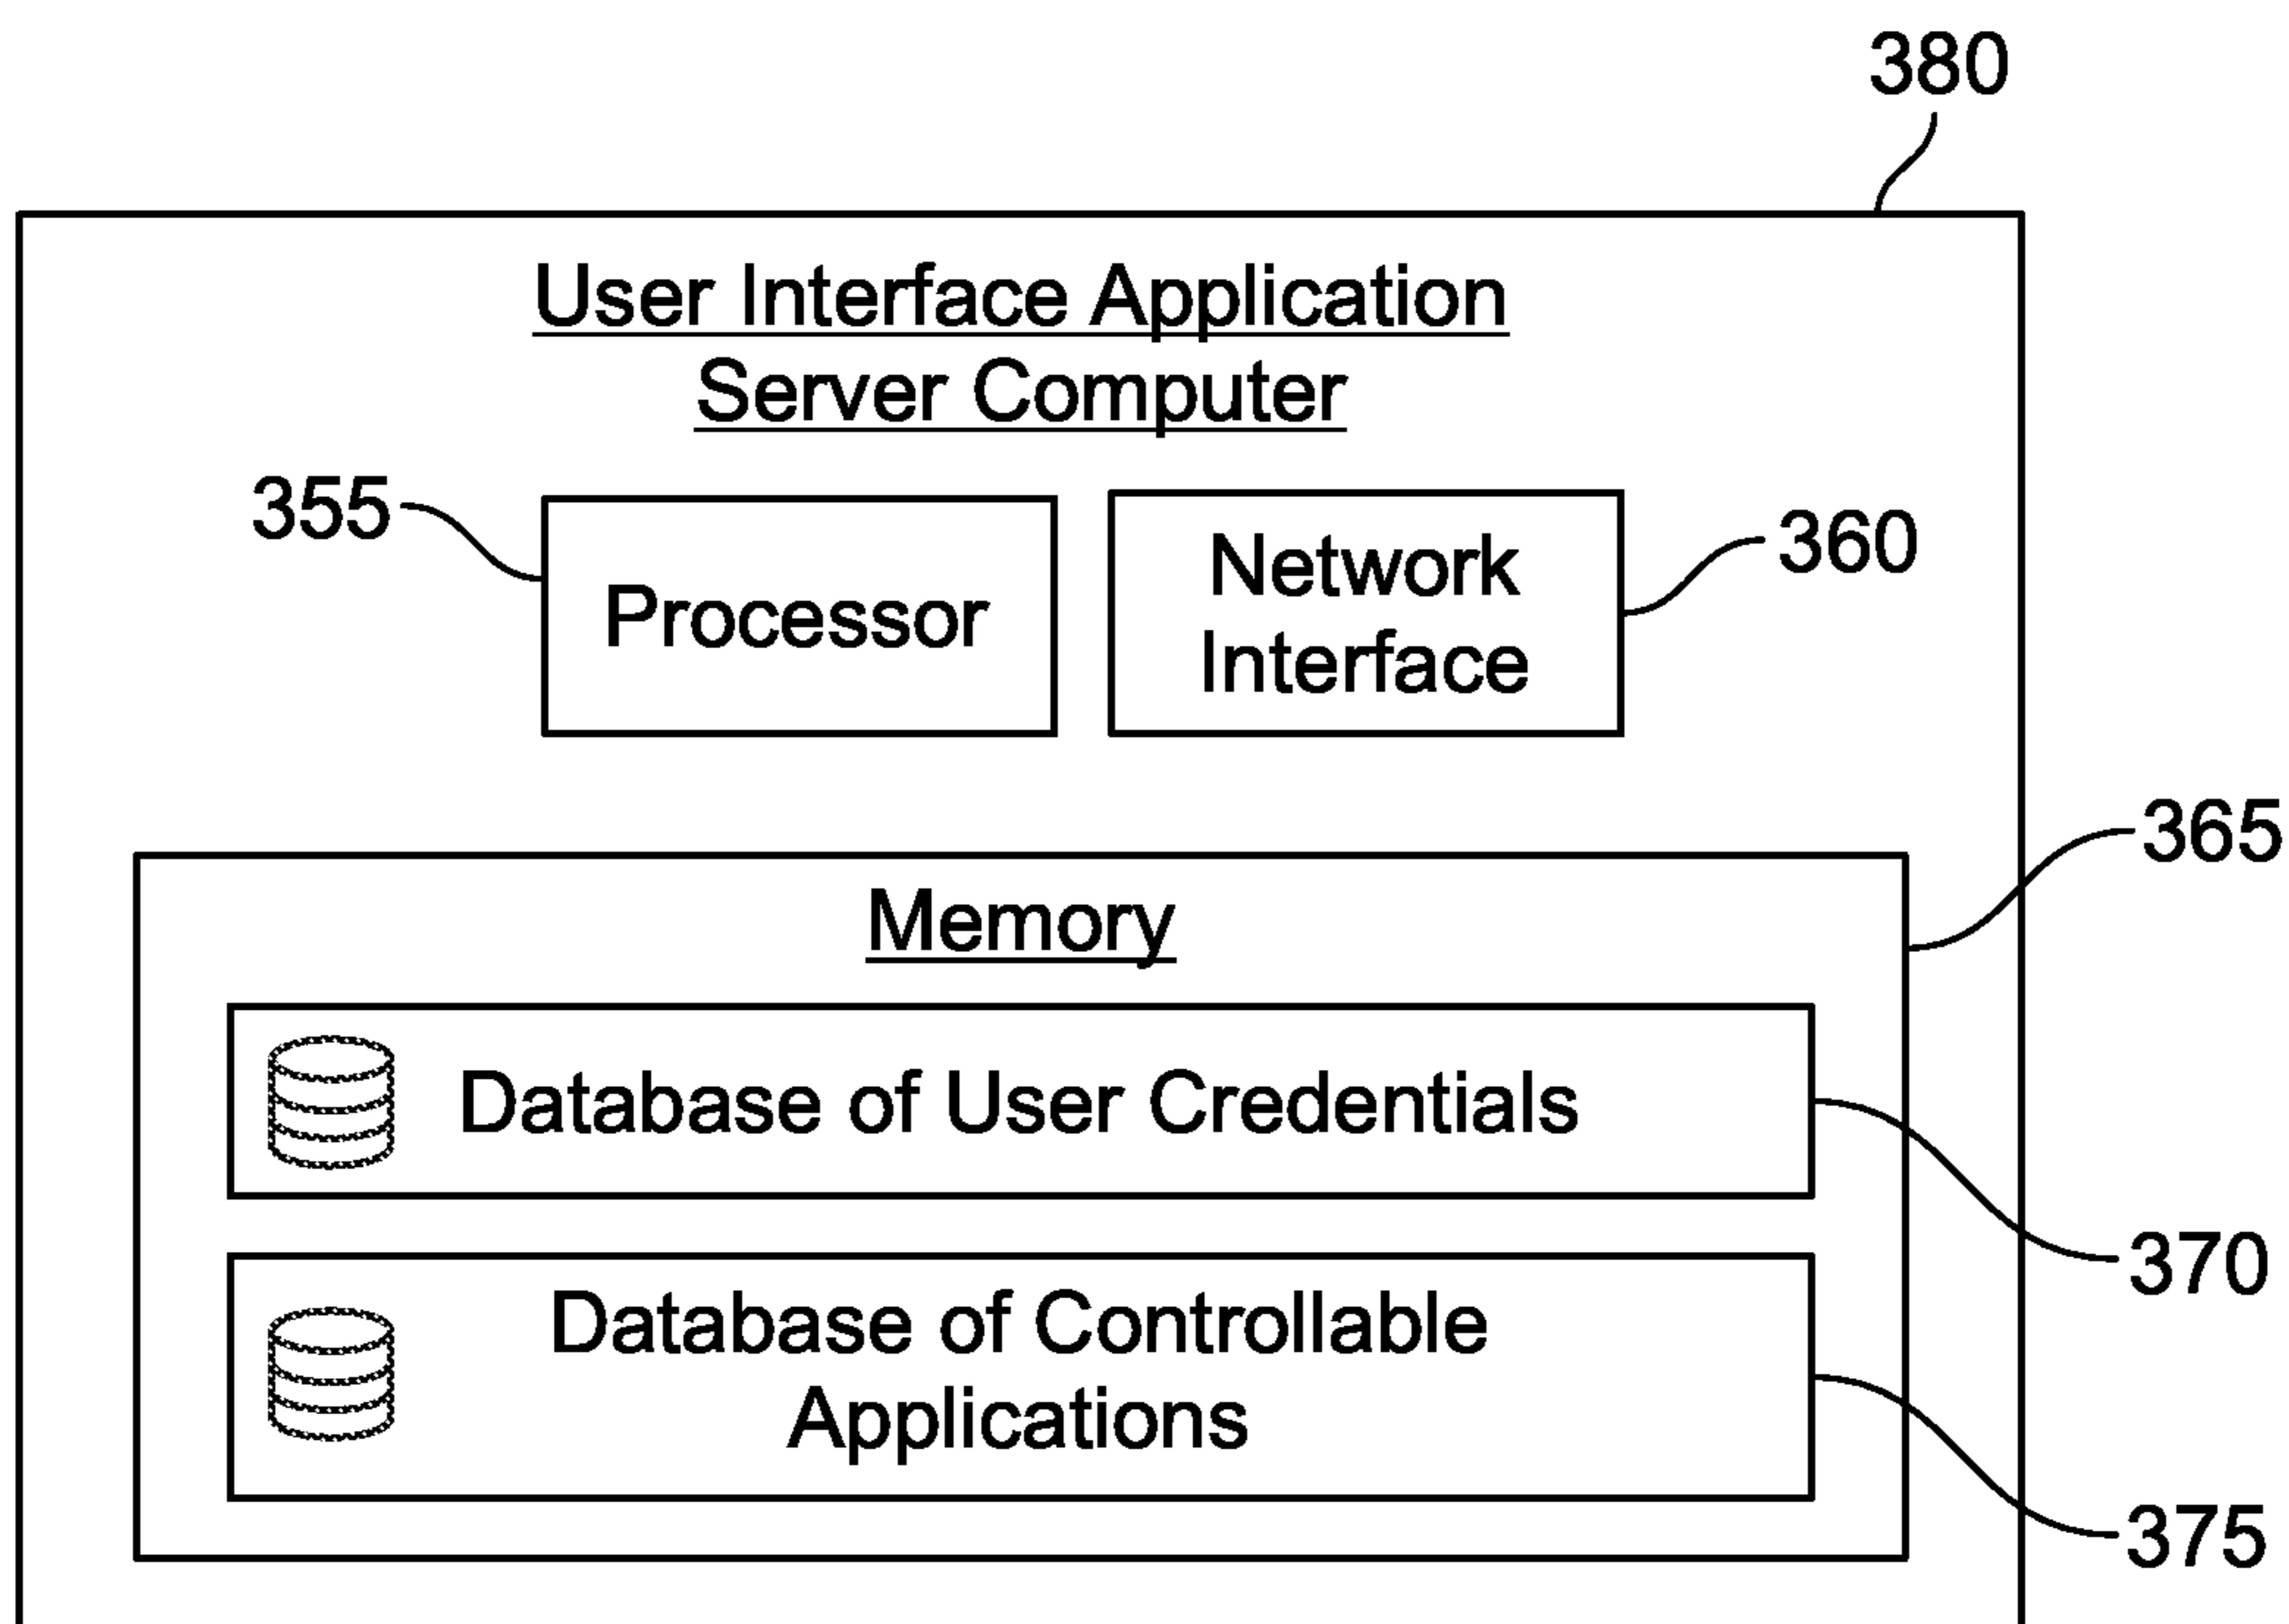 380
User Interface Application
Server Computer
355
Processor
Network
Interface
360
365
Memory
Database of User Credentials
370
Database of Controllable
Applications
375